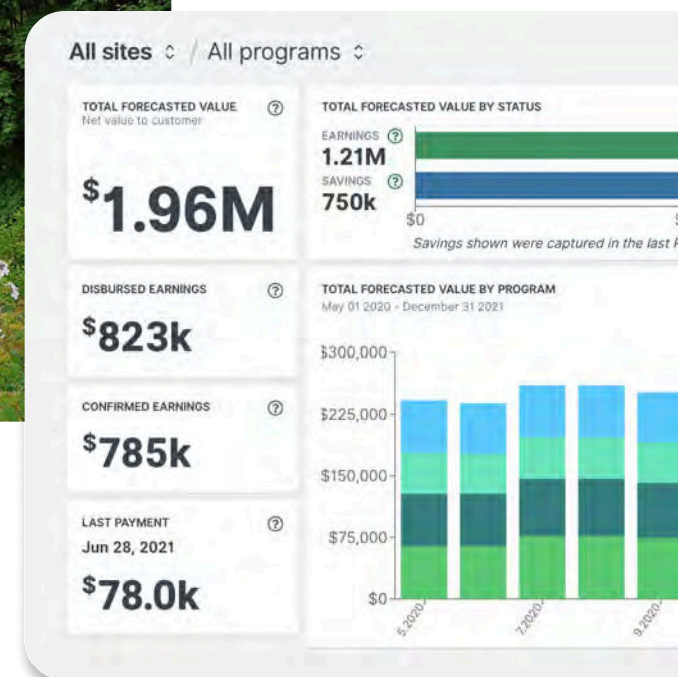 All sites / All programs
TOTAL FORECASTED VALUE
Net value to customer
$1.96M
TOTAL FORECASTED VALUE BY STATUS
EARNINGS
1.21M
SAVINGS
750k
$0
Savings shown were captured in the last
DISBURSED EARNINGS
$823k
CONFIRMED EARNINGS
$785k
LAST PAYMENT
Jun 28, 2021
$78.0k
TOTAL FORECASTED VALUE BY PROGRAM
May 01 2020 - December 31 2021
$300,000
$225,000
$150,000
$75,000
$0
5.2020
7.2020
9.2020